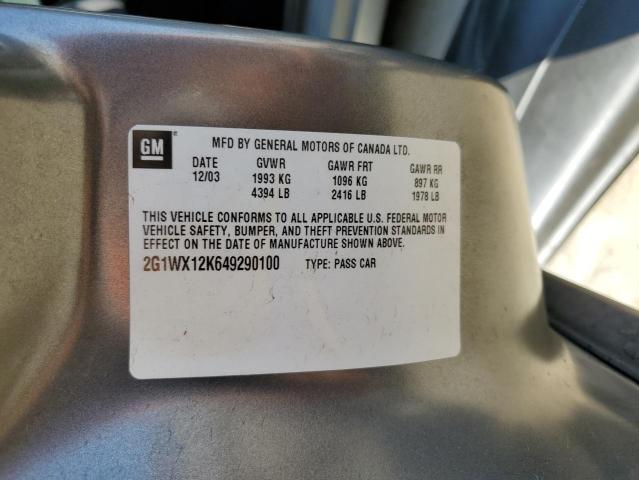 GM
MFD BY GENERAL MOTORS OF CANADA LTD.
DATE GVWR GAWR FRT GAWR RR
12/03 1993 KG 1096 KG 897 KG
4394 LB 2416 LB 1978 LB
THIS VEHICLE CONFORMS TO ALL APPLICABLE U.S. FEDERAL MOTOR
VEHICLE SAFETY, BUMPER, AND THEFT PREVENTION STANDARDS IN
EFFECT ON THE DATE OF MANUFACTURE SHOWN ABOVE.
2G1WX12K649290100 TYPE: PASS CAR